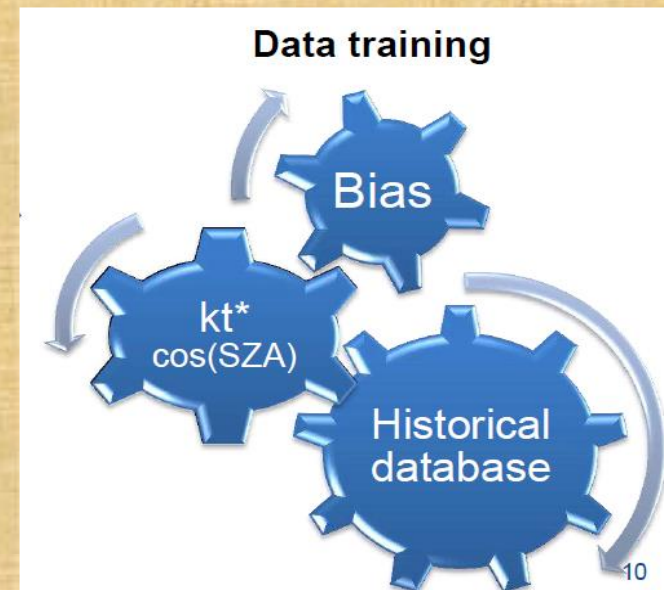 Data training
Bias
kt*
cos(SZA)
Historical
database
10